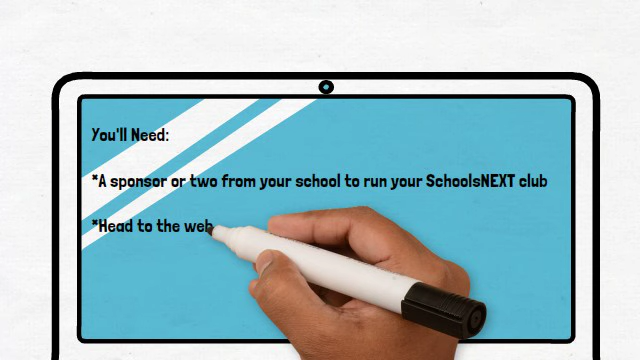 You'll Need:
*A sponsor or two from your school to run your SchoolsNEXT club
*Head to the web